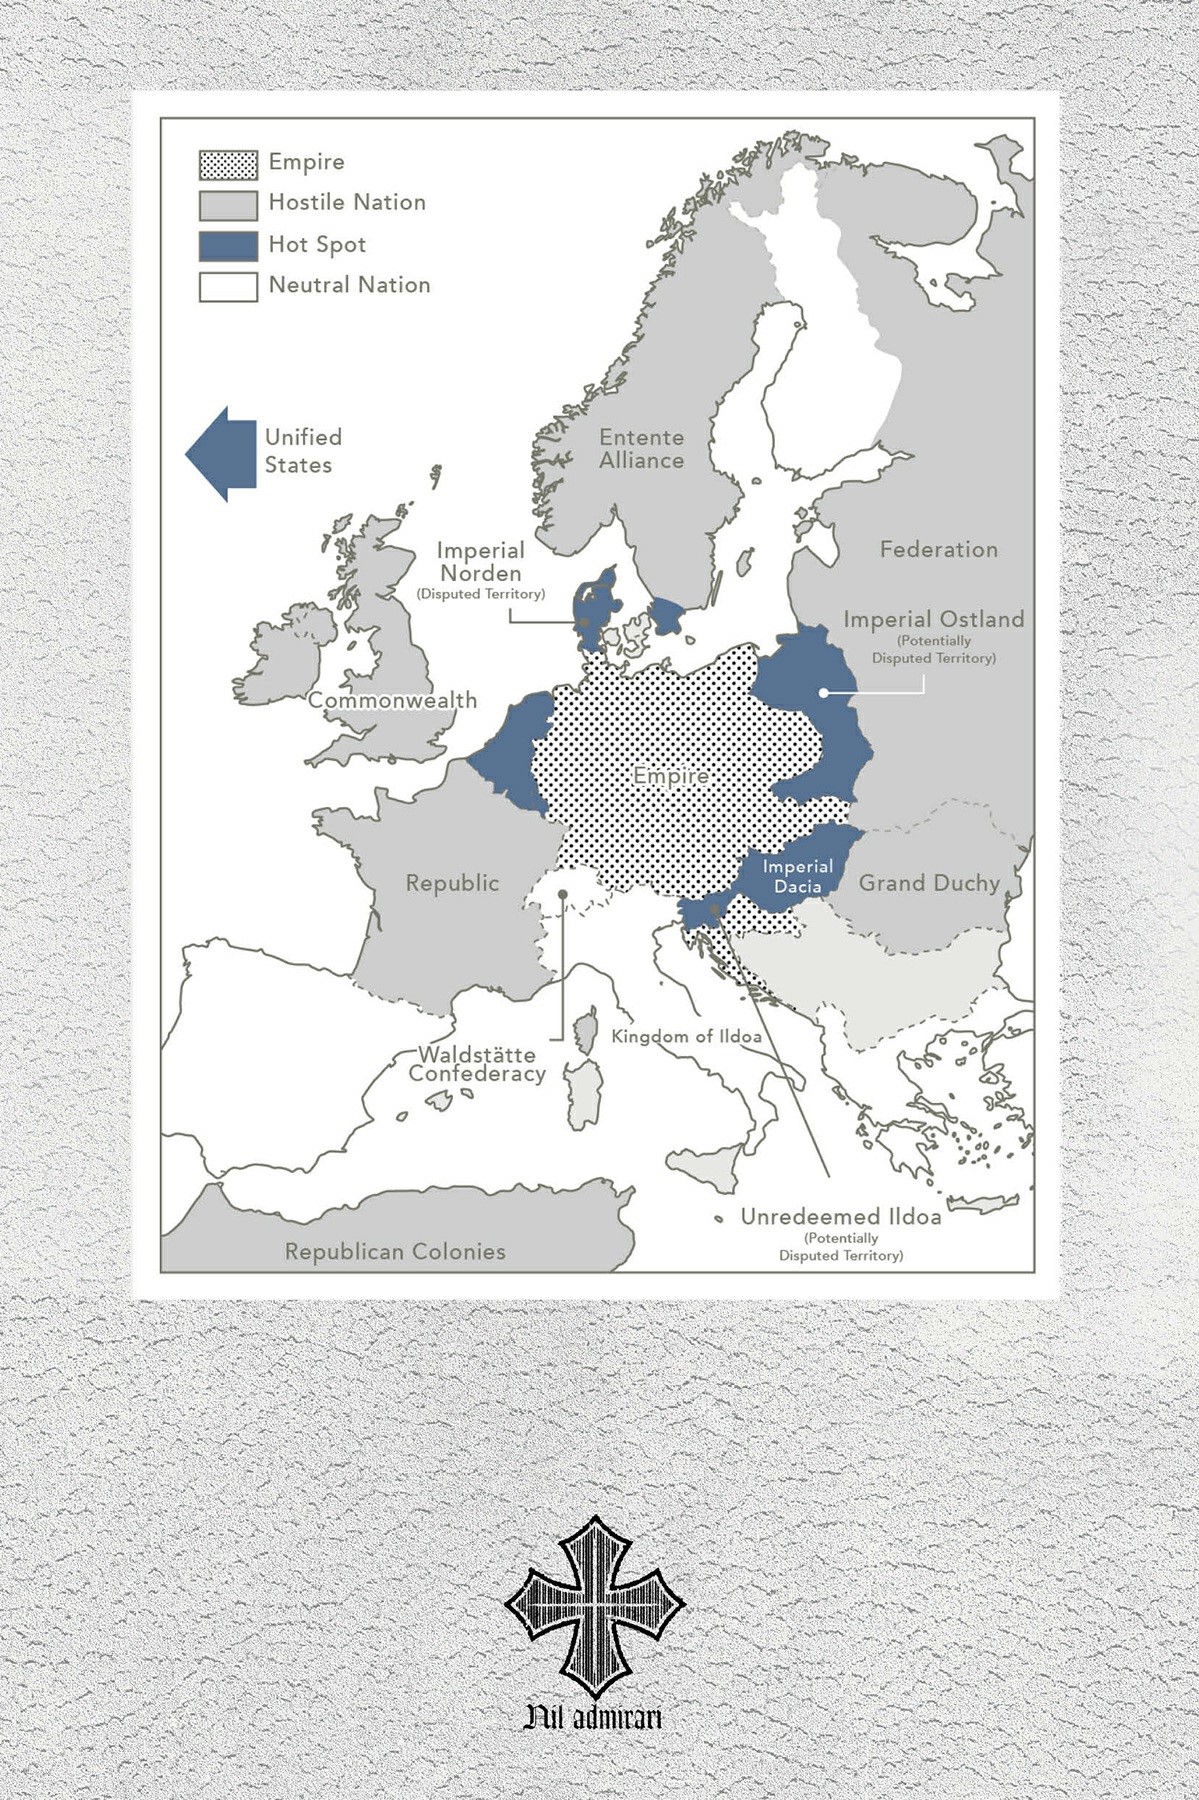 Empire
Hostile Nation
Hot Spot
Neutral Nation
Unified
States
Entente
Alliance
Imperial
Norden
(Disputed Territory)
Federation
Imperial Ostland
(Potentially
Disputed Territory)
Commonwealth
Empire
Imperial
Dacia
Republic
Grand Duchy
Kingdom of Ildoa
Waldstätte
Confederacy
Unredeemed Ildoa
(Potentially
Disputed Territory)
Republican Colonies
Nil admirari